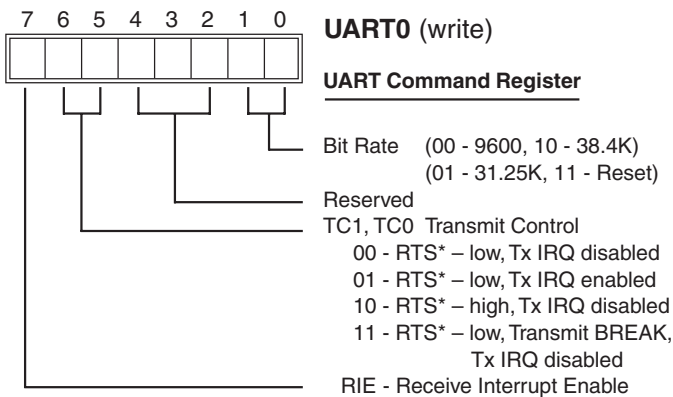 7 6 5 4 3 2 1 0
UART0 (write)
UART Command Register
Bit Rate (00 - 9600, 10 - 38.4K)
(01 - 31.25K, 11 - Reset)
Reserved
TC1, TC0 Transmit Control
00 - RTS* – low, Tx IRQ disabled
01 - RTS* – low, Tx IRQ enabled
10 - RTS* – high, Tx IRQ disabled
11 - RTS* – low, Transmit BREAK,
Tx IRQ disabled
RIE - Receive Interrupt Enable